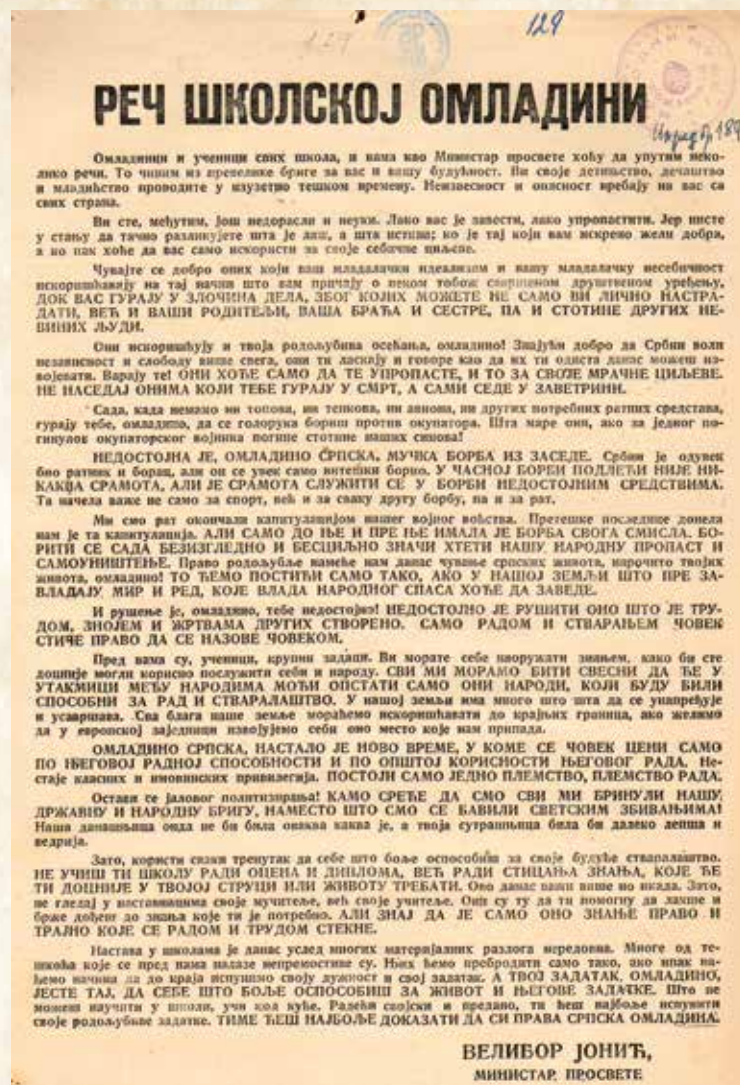 129
129
РЕЧ ШКОЛСКОЈ ОМЛАДИНИ
Омладинци и ученици свих школа, и вама као Министар просвете хоћу да упутим неко-
лико речи. То чиним из превелике бриге за вас и вашу будућност. Ви своје детињство, дечаштво
и младићство проводите у изузетно тешком времену. Неизвесност и опасност вребају на вас са
свих страна.
Ви сте, међутим, још недорасли и неуки. Лако вас је завести, лако упропастити. Јер нисте
у стању да тачно разликујете шта је лаж, а шта истина; ко је тај који вам искрено жели добра,
а ко пак хоће да вас само искористи за своје себичне циљеве.
Чувајте се добро оних који ваш младалачки идеализам и вашу младалачку несебичност
искоришћавају на тај начин што вам причају о неком тобож савршеном друштвеном уређењу,
ДОК ВАС ГУРАЈУ У ЗЛОЧИНА ДЕЛА, ЗБОГ КОЈИХ МОЖЕТЕ НЕ САМО ВИ ЛИЧНО НАСТРА-
ДАТИ, ВЕЋ И ВАШИ РОДИТЕЉИ, ВАША БРАЋА И СЕСТРЕ, ПА И СТОТИНЕ ДРУГИХ НЕ-
ВИНИХ ЉУДИ.
Они искоришћују и твоја родољубива осећања, омладино! Знајући добро да Србин воли
независност и слободу више свега, они ти ласкају и говоре као да их ти одиста данас можеш из-
војевати. Варају те! ОНИ ХОЋЕ САМО ДА ТЕ УПРОПАСТЕ, И ТО ЗА СВОЈЕ МРАЧНЕ ЦИЉЕВЕ.
НЕ НАСЕДАЈ ОНИМА КОЈИ ТЕБЕ ГУРАЈУ У СМРТ, А САМИ СЕДЕ У ЗАВЕТРИНИ.
Сада, када немамо ни топова, ни тенкова, ни авиона, ни других потребних ратних средстава,
гурају тебе, омладино, да се голорука бориш против окупатора. Шта маре они, ако за једног по-
гинулог окупаторског војника погине стотине наших синова!
НЕДОСТОЈНА ЈЕ, ОМЛАДИНО СРПСКА, МУЧКА БОРБА ИЗ ЗАСЕДЕ. Србин је одувек
био ратник и борац, али он се увек само витешки борио. У ЧАСНОЈ БОРБИ ПОДЛЕЋИ НИЈЕ НИ-
КАКВА СРАМОТА, АЛИ ЈЕ СРАМОТА СЛУЖИТИ СЕ У БОРБИ НЕДОСТОЈНИМ СРЕДСТВИМА.
Та начела важе не само за спорт, већ и за сваку другу борбу, па и за рат.
Ми смо рат окончали капитулацијом нашег војног воћства. Претешке последице донела
нам је та капитулација. АЛИ САМО ДО ЊЕ И ПРЕ ЊЕ ИМАЛА ЈЕ БОРБА СВОГА СМИСЛА. БО-
РИТИ СЕ САДА БЕЗИЗГЛЕДНО И БЕСЦИЉНО ЗНАЧИ ХТЕТИ НАШУ НАРОДНУ ПРОПАСТ И
САМОУНИШТЕЊЕ. Право родољубље намеће нам данас чување српских живота, нарочито твојих
живота, омладино! ТО ЋЕМО ПОСТИЋИ САМО ТАКО, АКО У НАШОЈ ЗЕМЉИ ШТО ПРЕ ЗА-
ВЛАДАЈУ МИР И РЕД, КОЈЕ ВЛАДА НАРОДНОГ СПАСА ХОЋЕ ДА ЗАВЕДЕ.
И рушење је, омладино, тебе недостојно! НЕДОСТОЈНО ЈЕ РУШИТИ ОНО ШТО ЈЕ ТРУ-
ДОМ, ЗНОЈЕМ И ЖРТВАМА ДРУГИХ СТВОРЕНО. САМО РАДОМ И СТВАРАЊЕМ ЧОВЕК
СТИЧЕ ПРАВО ДА СЕ НАЗОВЕ ЧОВЕКОМ.
Пред вама су, ученици, крупни задаци. Ви морате себе наоружати знањем, како би сте
доцније могли корисно послужити себи и народу. СВИ МИ МОРАМО БИТИ СВЕСНИ ДА ЋЕ У
УТАКМИЦИ МЕЂУ НАРОДИМА МОЋИ ОПСТАТИ САМО ОНИ НАРОДИ, КОЈИ БУДУ БИЛИ
СПОСОБНИ ЗА РАД И СТВАРАЛАШТВО. У нашој земљи има много што шта да се унапређује
и усавршава. Сва блага наше земље мораћемо искоришћавати до крајњих граница, ако желимо
да у европској заједници извојујемо себи оно место које нам припада.
ОМЛАДИНО СРПСКА, НАСТАЛО ЈЕ НОВО ВРЕМЕ, У КОМЕ СЕ ЧОВЕК ЦЕНИ САМО
ПО ЊЕГОВОЈ РАДНОЈ СПОСОБНОСТИ И ПО ОПШТОЈ КОРИСНОСТИ ЊЕГОВОГ РАДА. Не-
стаје класних и имовинских привилегија. ПОСТОЈИ САМО ЈЕДНО ПЛЕМСТВО, ПЛЕМСТВО РАДА.
Остави се јаловог политизирања! КАМО СРЕЋЕ ДА СМО СВИ МИ БРИНУЛИ НАШУ
ДРЖАВНУ И НАРОДНУ БРИГУ, НАМЕСТО ШТО СМО СЕ БАВИЛИ СВЕТСКИМ ЗБИВАЊИМА!
Наша данашњица онда не би била онаква каква је, а твоја сутрашњица била би далеко лепша и
ведрија.
Зато, користи сваки тренутак да себе што боље оспособиш за своје будуће стваралаштво.
НЕ УЧИШ ТИ ШКОЛУ РАДИ ОЦЕНА И ДИПЛОМА, ВЕЋ РАДИ СТИЦАЊА ЗНАЊА, КОЈЕ ЋЕ
ТИ ДОЦНИЈЕ У ТВОЈОЈ СТРУЦИ ИЛИ ЖИВОТУ ТРЕБАТИ. Ово данас важи више но икада. Зато,
не гледај у наставницима своје мучитеље, већ своје учитеље. Они су ту да ти помогну да лакше и
брже дођеш до знања које ти је потребно. АЛИ ЗНАЈ ДА ЈЕ САМО ОНО ЗНАЊЕ ПРАВО И
ТРАЈНО КОЈЕ СЕ РАДОМ И ТРУДОМ СТЕКНЕ.
Настава у школама је данас услед многих материјалних разлога нередовна. Многе од те-
шкоћа које се пред нама налазе непремостиве су. Њих ћемо пребродити само тако, ако ипак на-
ђемо начина да до краја испунимо своју дужност и свој задатак. А ТВОЈ ЗАДАТАК, ОМЛАДИНО,
ЈЕСТЕ ТАЈ, ДА СЕБЕ ШТО БОЉЕ ОСПОСОБИШ ЗА ЖИВОТ И ЊЕГОВЕ ЗАДАТКЕ. Што не
можеш научити у школи, учи код куће. Радећи својски и предано, ти ћеш најбоље испунити
своје родољубиве задатке. ТИМЕ ЋЕШ НАЈБОЉЕ ДОКАЗАТИ ДА СИ ПРАВА СРПСКА ОМЛАДИНА.
ВЕЛИБОР ЈОНИЋ,
МИНИСТАР ПРОСВЕТЕ